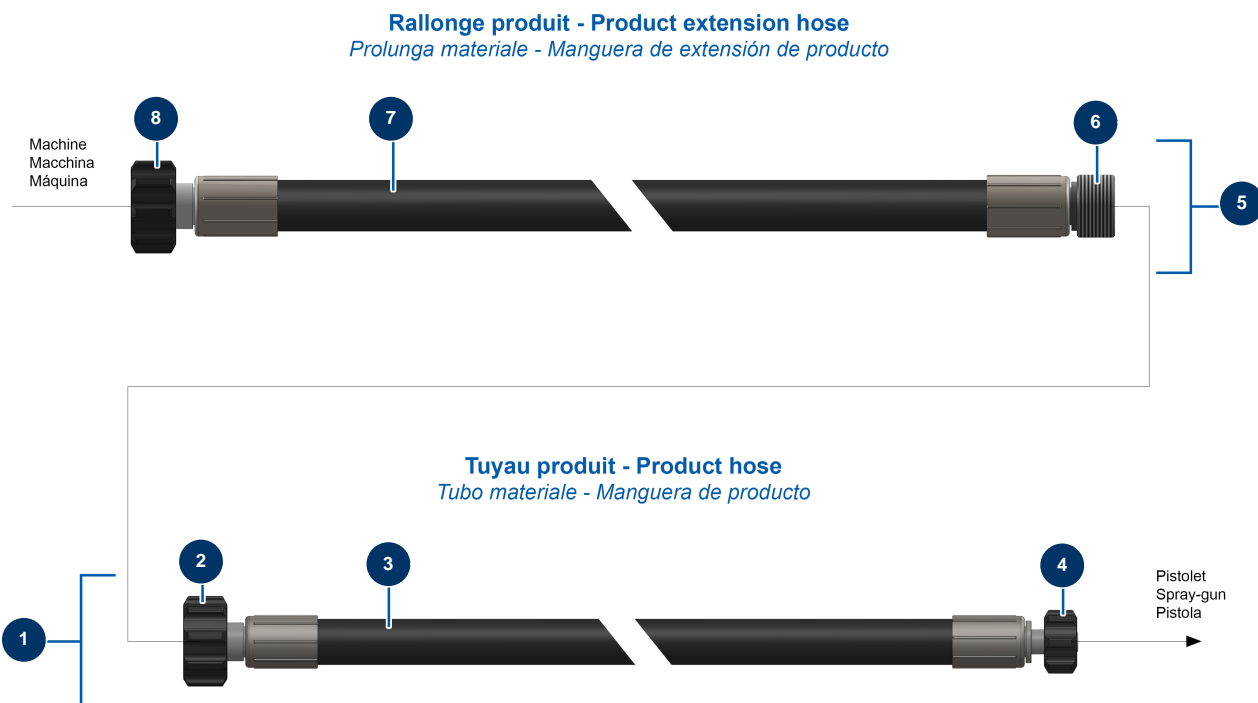 Rallonge produit - Product extension hose
Prolunga materiale - Manguera de extensión de producto
8
7
6
Machine
Macchina
Máquina
5
Tuyau produit - Product hose
Tubo materiale - Manguera de producto
2
3
4
Pistolet
Spray-gun
Pistola
1